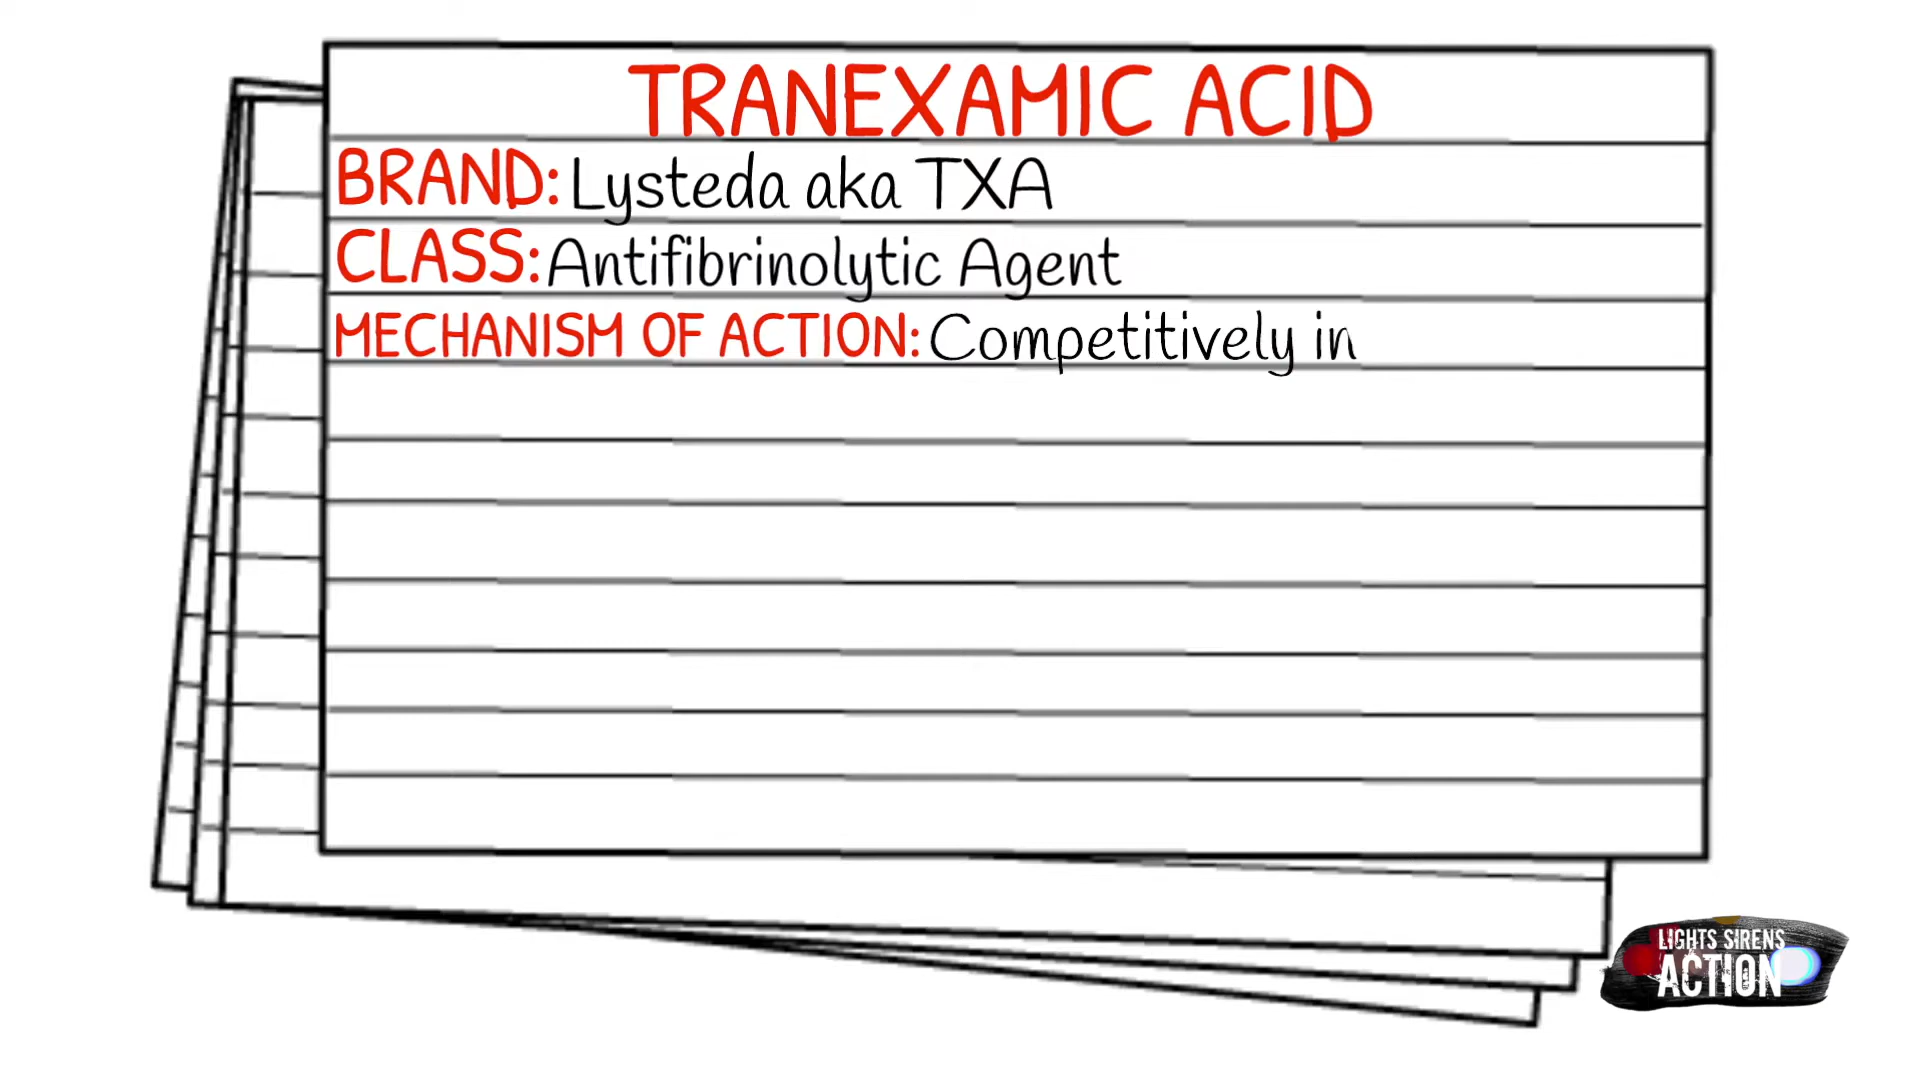 TRANEXAMIC ACID
BRAND: Lysteda aka TXA
CLASS: Antifibrinolytic Agent
MECHANISM OF ACTION: Competitively in
LIGHTS SIRENS
ACTION